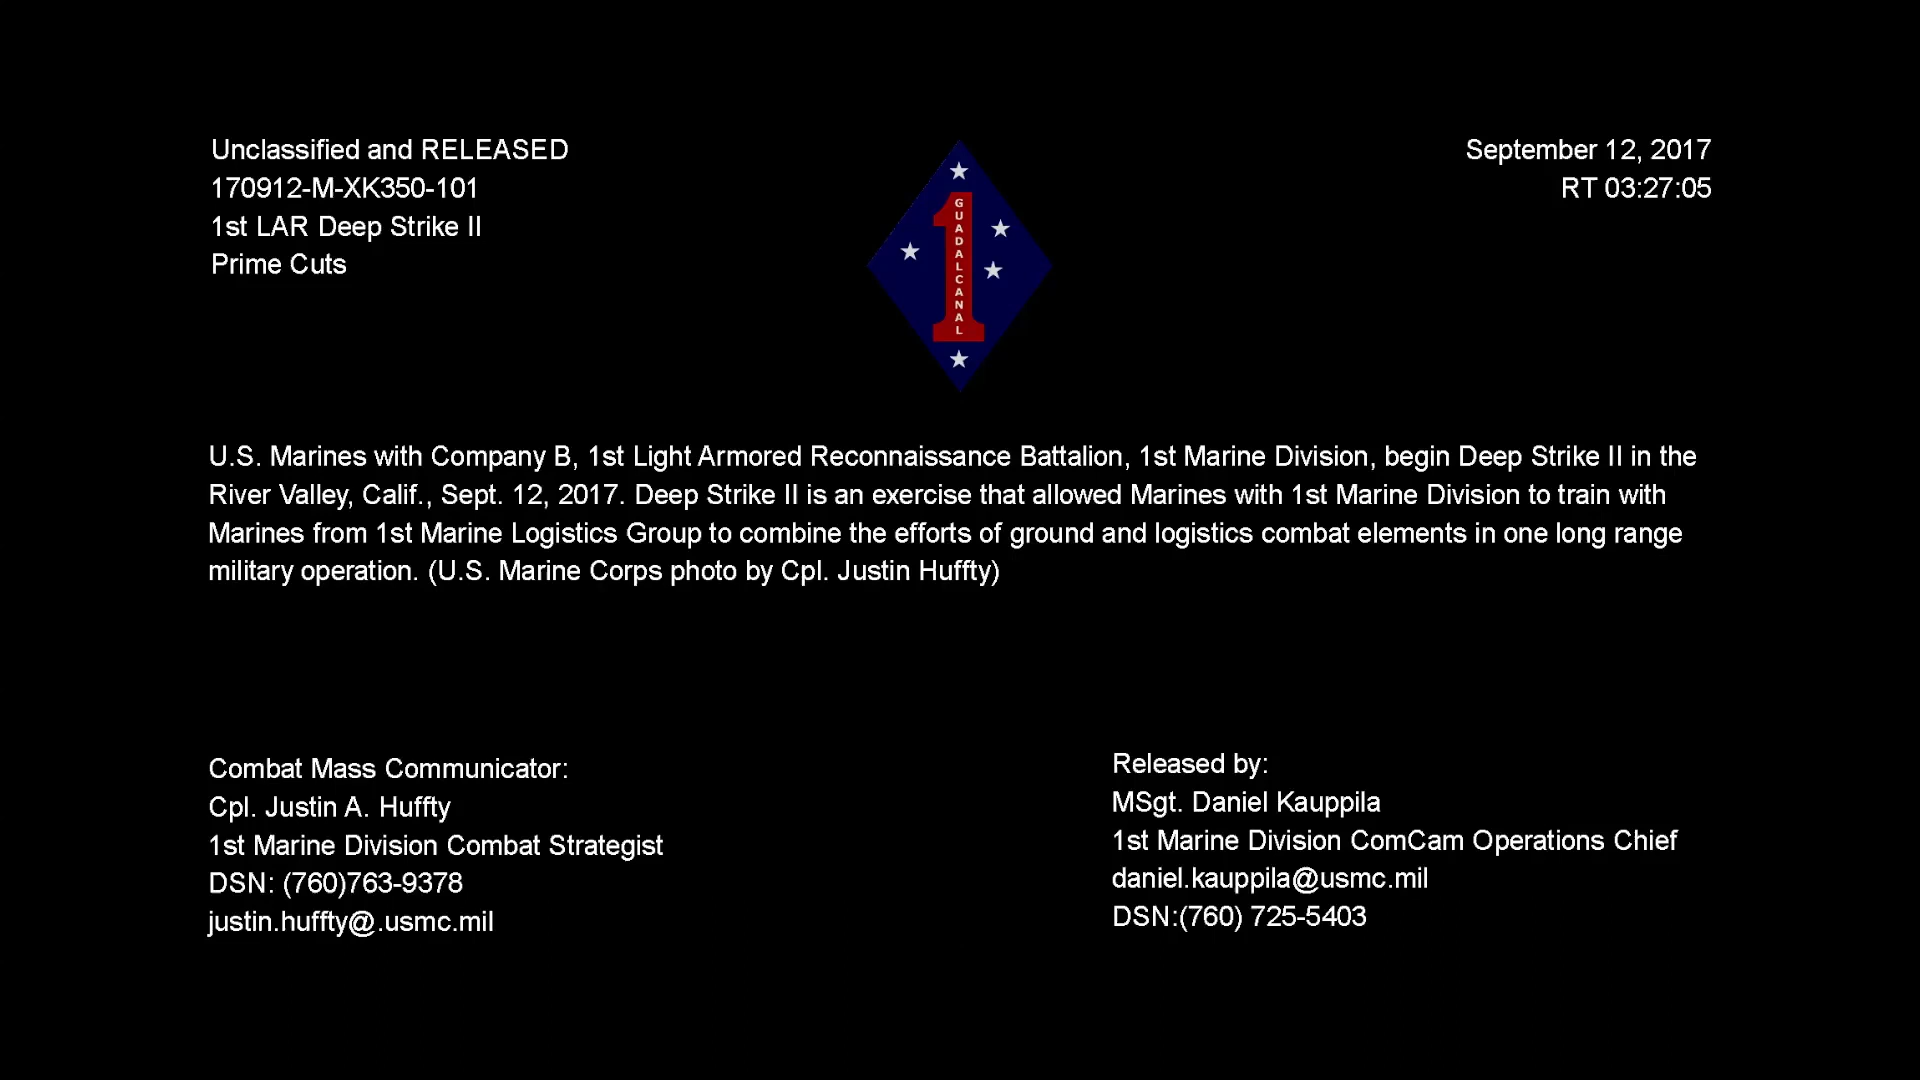 Unclassified and RELEASED
170912-M-XK350-101
1st LAR Deep Strike II
Prime Cuts
GUADALCANAL
1
September 12, 2017
RT 03:27:05
U.S. Marines with Company B, 1st Light Armored Reconnaissance Battalion, 1st Marine Division, begin Deep Strike II in the
River Valley, Calif., Sept. 12, 2017. Deep Strike II is an exercise that allowed Marines with 1st Marine Division to train with
Marines from 1st Marine Logistics Group to combine the efforts of ground and logistics combat elements in one long range
military operation. (U.S. Marine Corps photo by Cpl. Justin Huffty)
Combat Mass Communicator:
Cpl. Justin A. Huffty
1st Marine Division Combat Strategist
DSN: (760)763-9378
justin.huffty@.usmc.mil
Released by:
MSgt. Daniel Kauppila
1st Marine Division ComCam Operations Chief
daniel.kauppila@usmc.mil
DSN:(760) 725-5403